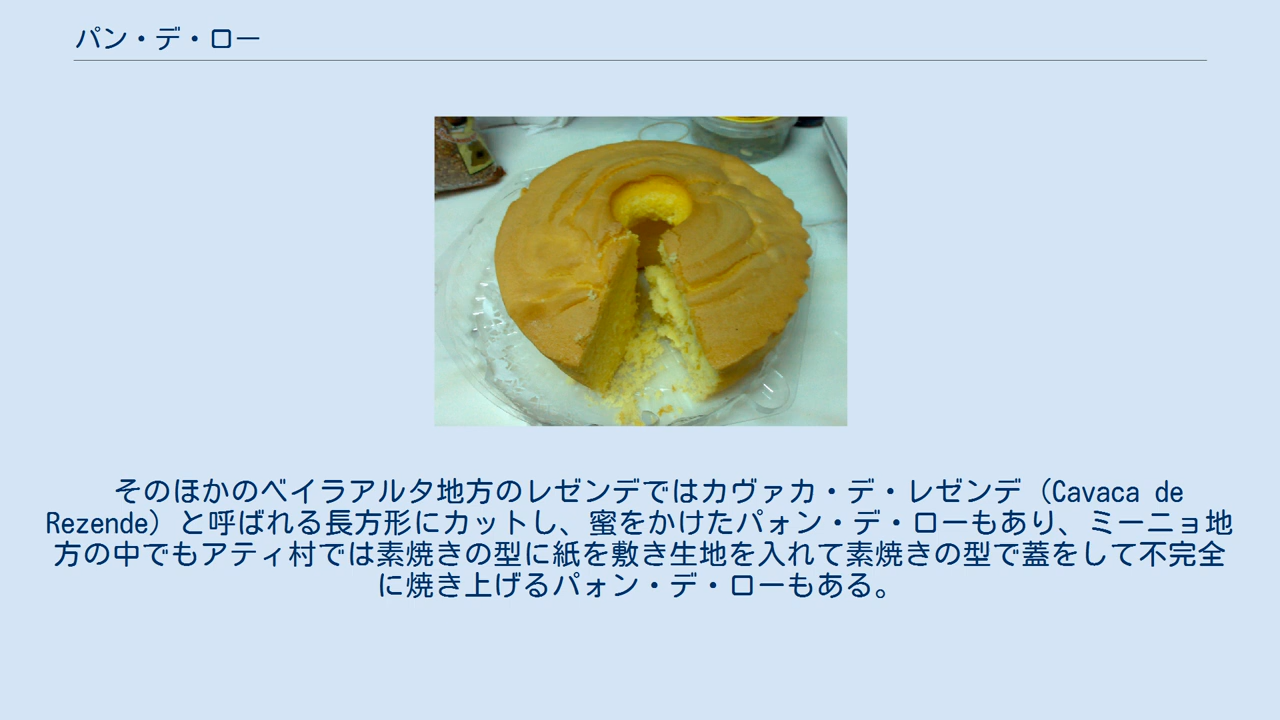 パン・デ・ロー
そのほかのベイラアルタ地方のレゼンデではカヴァカ・デ・レゼンデ（Cavaca de
Rezende）と呼ばれる長方形にカットし、蜜をかけたパォン・デ・ローもあり、ミーニョ地
方の中でもアティ村では素焼きの型に紙を敷き生地を入れて素焼きの型で蓋をして不完全
に焼き上げるパォン・デ・ローもある。